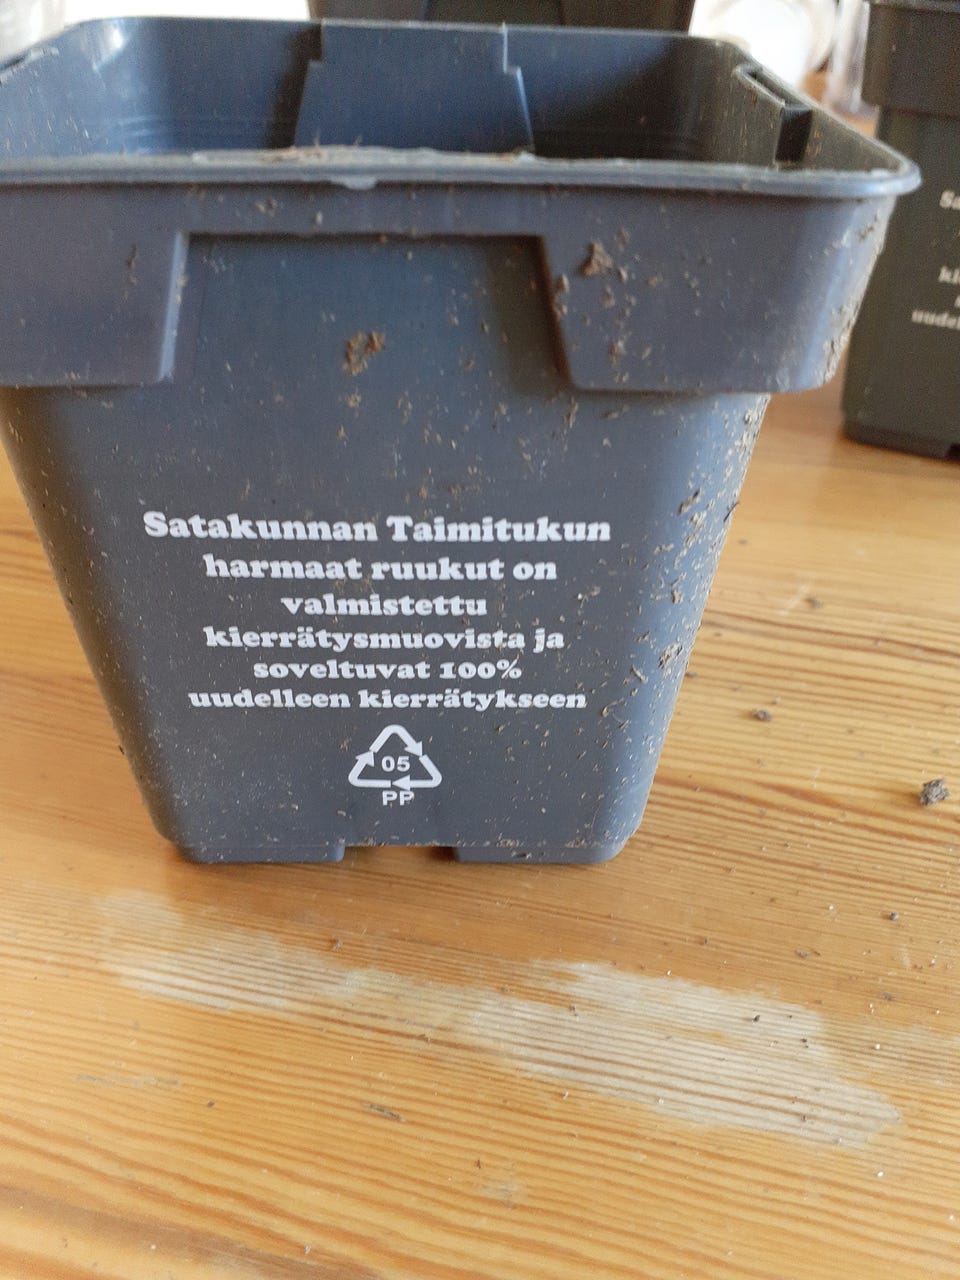 Satakunnan Taimitukun
harmaat ruukut on
valmistettu
kierrätysmuovista ja
soveltuvat 100%
uudelleen kierrätykseen
05
PP